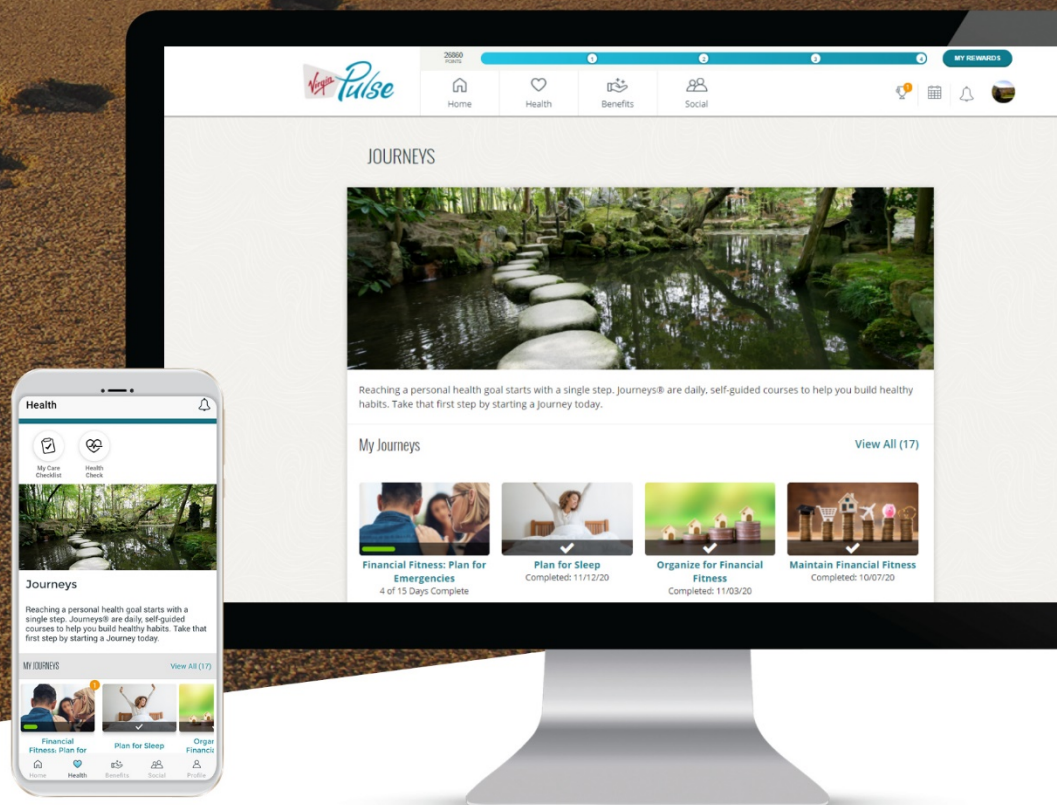 Virgin Pulse
26860
POINTS
1
2
3
4
MY REWARDS
Home
Health
Benefits
Social
1
JOURNEYS
Reaching a personal health goal starts with a single step. Journeys® are daily, self-guided courses to help you build healthy
habits. Take that first step by starting a Journey today.
My Journeys
View All (17)
Financial Fitness: Plan for
Emergencies
4 of 15 Days Complete
Plan for Sleep
Completed: 11/12/20
Organize for Financial
Fitness
Completed: 11/03/20
Maintain Financial Fitness
Completed: 10/07/20
Health
My Care
Checklist
Health
Check
Journeys
Reaching a personal health goal starts with a
single step. Journeys® are daily, self-guided
courses to help you build healthy habits. Take that
first step by starting a Journey today.
MY JOURNEYS
View All (17)
1
Financial
Fitness: Plan for
Plan for Sleep
Organ
Financia
Home
Health
Benefits
Social
Profile